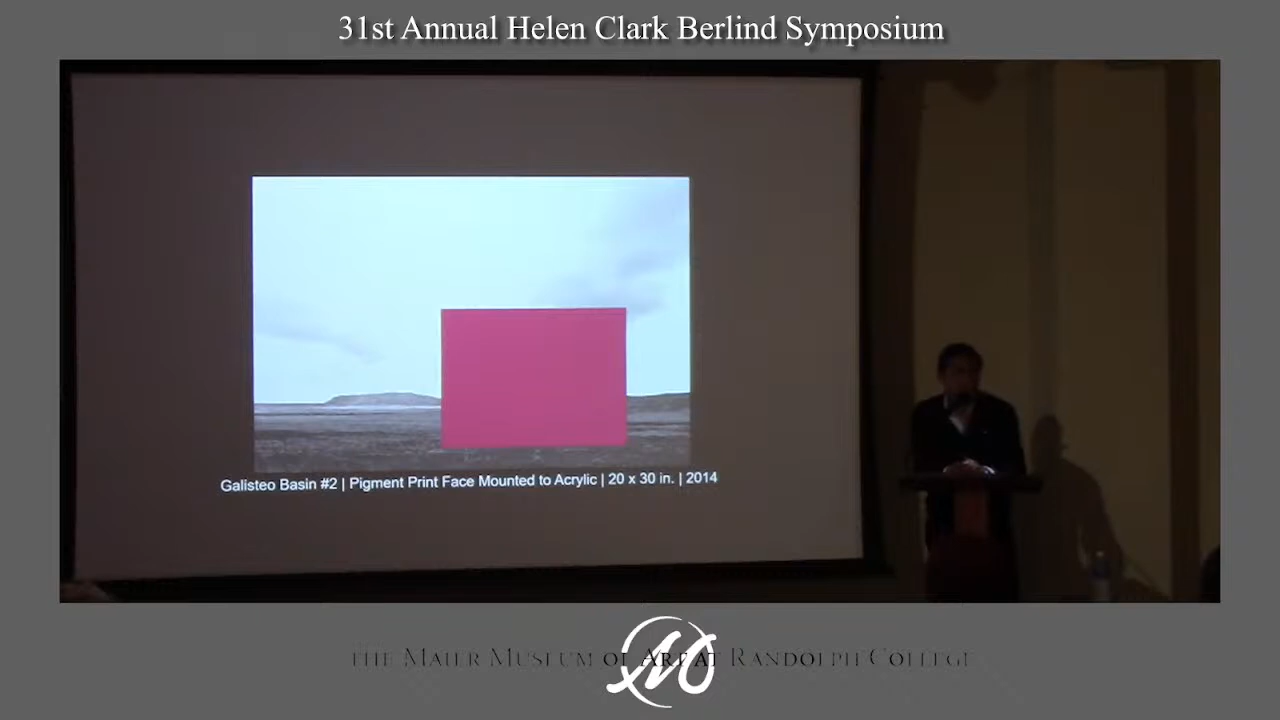 31st Annual Helen Clark Berlind Symposium
Galisteo Basin #2 | Pigment Print Face Mounted to Acrylic | 20 x 30 in. | 2014
THE MAIER MUSEUM OF ART AT RANDOLPH COLLEGE